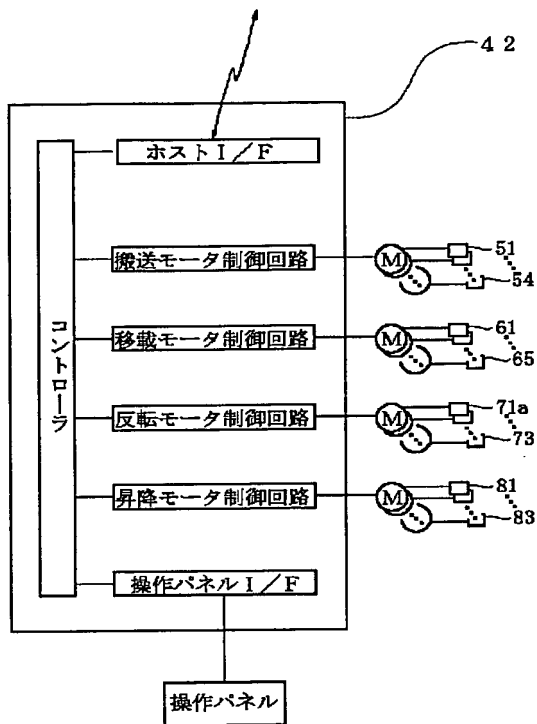 42
ホストI/F
搬送モータ制御回路
M
51
54
コントローラ
移載モータ制御回路
M
61
65
反転モータ制御回路
M
71a
73
昇降モータ制御回路
M
81
83
操作パネルI/F
操作パネル